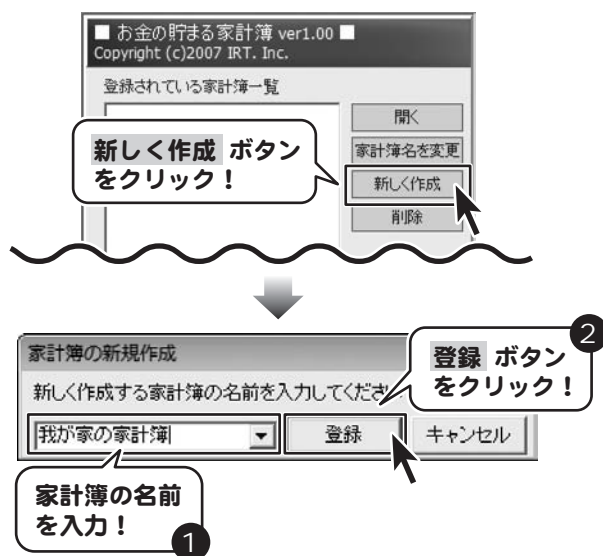 ■ お金の貯まる家計簿 ver1.00 ■
Copyright (c)2007 IRT. Inc.
登録されている家計簿一覧
開く
家計簿名を変更
新しく作成
削除
新しく作成 ボタン
をクリック！
家計簿の新規作成
新しく作成する家計簿の名前を入力してくださ
我が家の家計簿
登録
キャンセル
2
登録 ボタン
をクリック！
家計簿の名前
を入力！
1